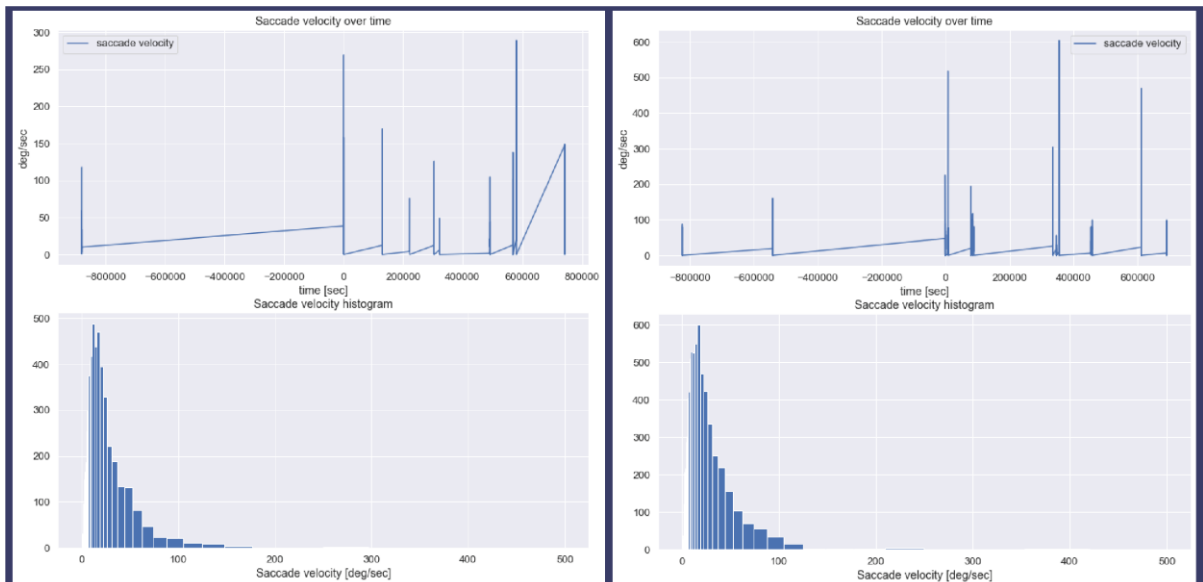 Saccade velocity over time
saccade velocity
300
250
200
150
100
50
0
deg/sec
−800000 −600000 −400000 −200000 0 200000 400000 600000 800000
time [sec]
Saccade velocity histogram
500
400
300
200
100
0
0 100 200 300 400 500
Saccade velocity [deg/sec]
Saccade velocity over time
saccade velocity
600
500
400
300
200
100
0
deg/sec
−800000 −600000 −400000 −200000 0 200000 400000 600000
time [sec]
Saccade velocity histogram
600
500
400
300
200
100
0
0 100 200 300 400 500
Saccade velocity [deg/sec]